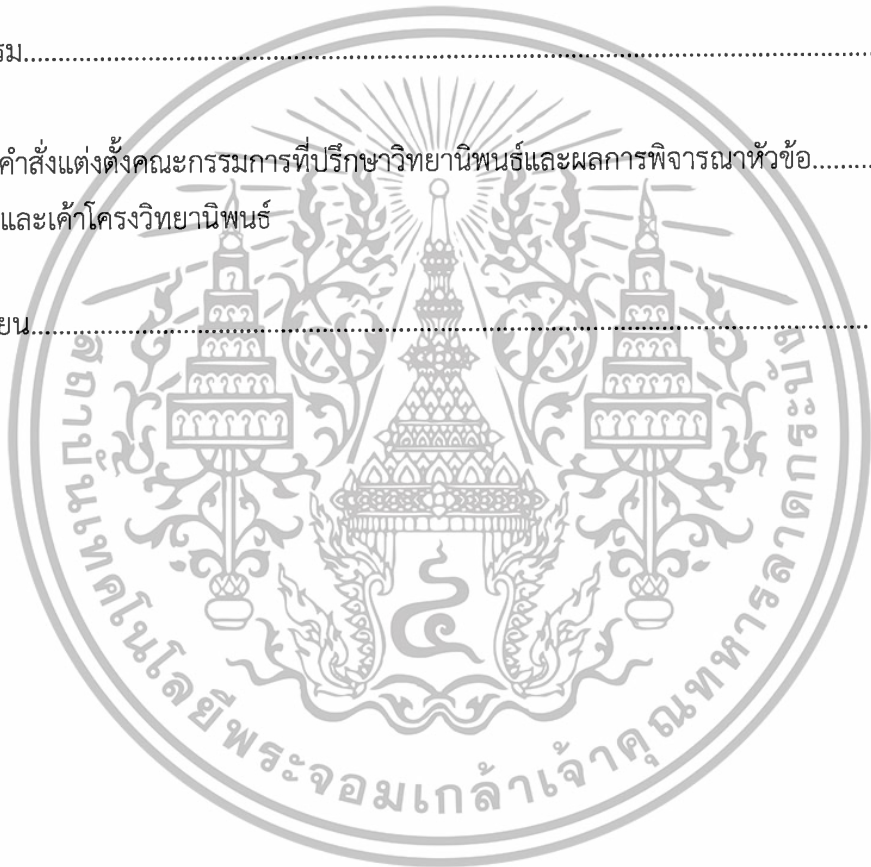 รม
คำสั่งแต่งตั้งคณะกรรมการที่ปรึกษาวิทยานิพนธ์และผลการพิจารณาหัวข้อ
และเค้าโครงวิทยานิพนธ์
ยน
สถาบันเทคโนโลยีพระจอมเกล้าเจ้าคุณทหารลาดกระบัง
๔